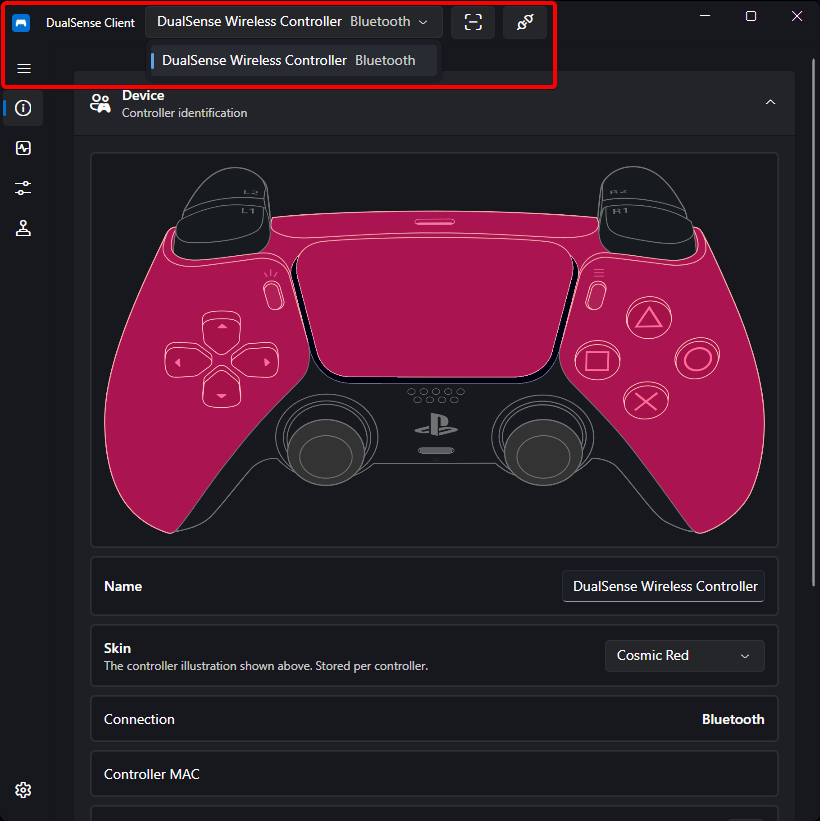 DualSense Client
DualSense Wireless Controller Bluetooth
DualSense Wireless Controller Bluetooth
Device
Controller identification
L2
R2
L1
R1
Name
DualSense Wireless Controller
Skin
The controller illustration shown above. Stored per controller.
Cosmic Red
Connection
Bluetooth
Controller MAC